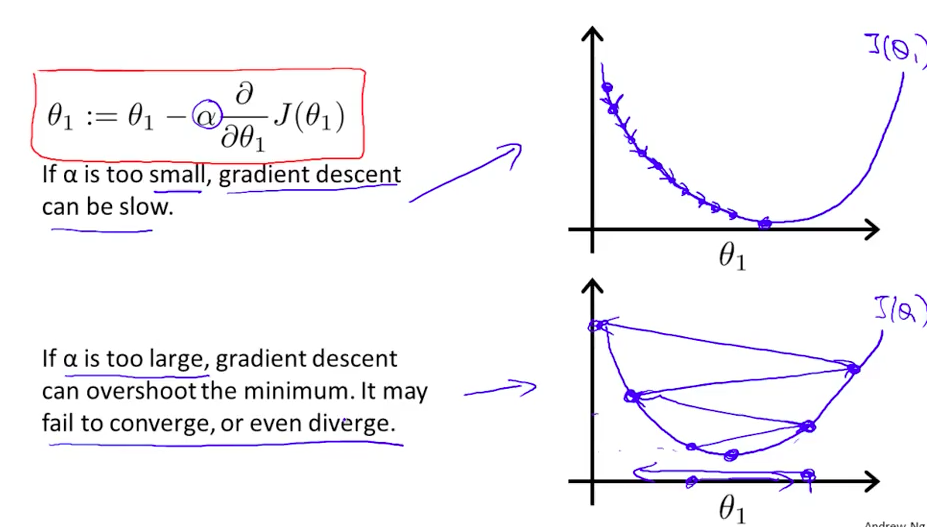 J(θ₁)
θ₁ := θ₁ − α ∂/∂θ₁ J(θ₁)
If α is too small, gradient descent
can be slow.
θ₁
J(θ₁)
If α is too large, gradient descent
can overshoot the minimum. It may
fail to converge, or even diverge.
θ₁
Andrew Ng